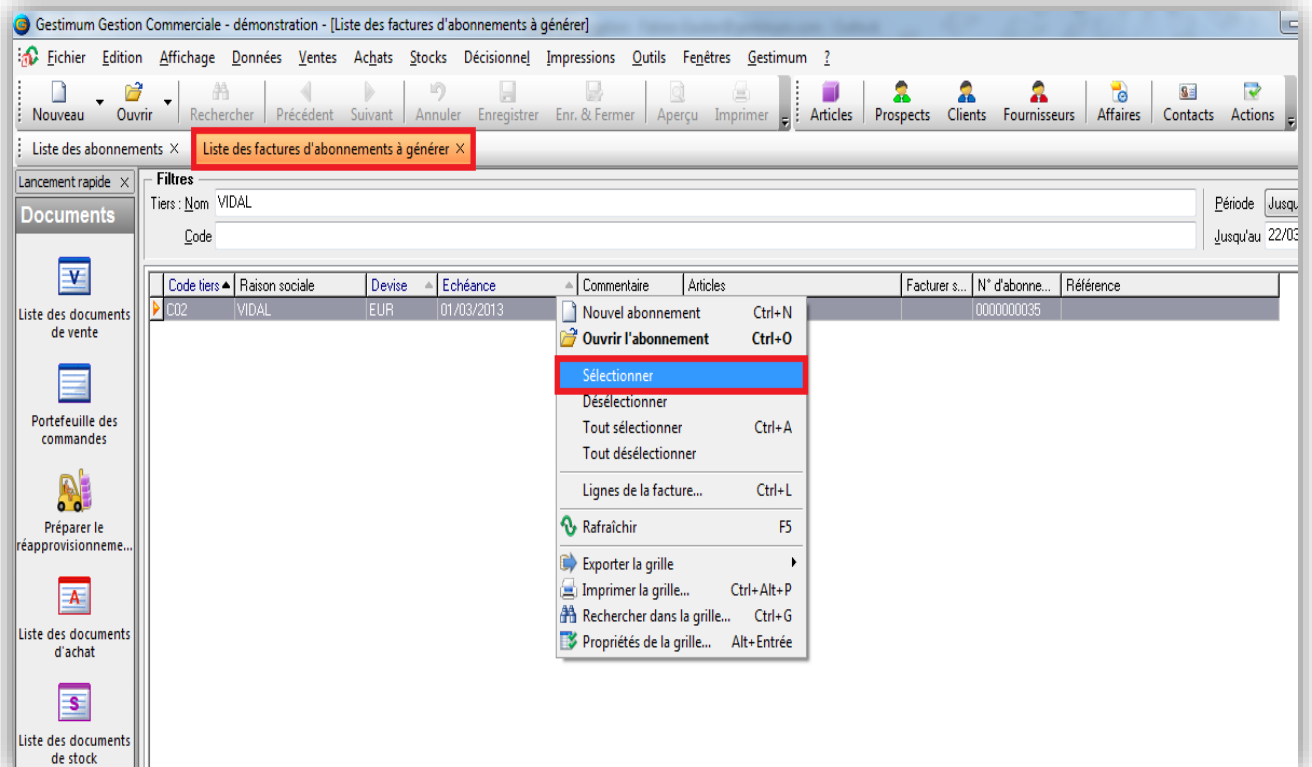 Gestimum Gestion Commerciale - démonstration - [Liste des factures d'abonnements à générer]
Fichier Edition Affichage Données Ventes Achats Stocks Décisionnel Impressions Outils Fenêtres Gestimum ?
Nouveau Ouvrir Rechercher Précédent Suivant Annuler Enregistrer Enr. & Fermer Aperçu Imprimer Articles Prospects Clients Fournisseurs Affaires Contacts Actions
Liste des abonnements × Liste des factures d'abonnements à générer ×
Lancement rapide ×
Documents
V
Liste des documents
de vente
Portefeuille des
commandes
Préparer le
réapprovisionneme...
A
Liste des documents
d'achat
S
Liste des documents
de stock
Filtres
Tiers : Nom VIDAL
Période Jusqu
Code
Jusqu'au 22/03
Code tiers Raison sociale Devise Echéance Commentaire Articles Facturer s... N° d'abonne... Référence
C02 VIDAL EUR 01/03/2013 0000000035
Nouvel abonnement Ctrl+N
Ouvrir l'abonnement Ctrl+O
Sélectionner
Désélectionner
Tout sélectionner Ctrl+A
Tout désélectionner
Lignes de la facture... Ctrl+L
Rafraîchir F5
Exporter la grille
Imprimer la grille... Ctrl+Alt+P
Rechercher dans la grille... Ctrl+G
Propriétés de la grille... Alt+Entrée